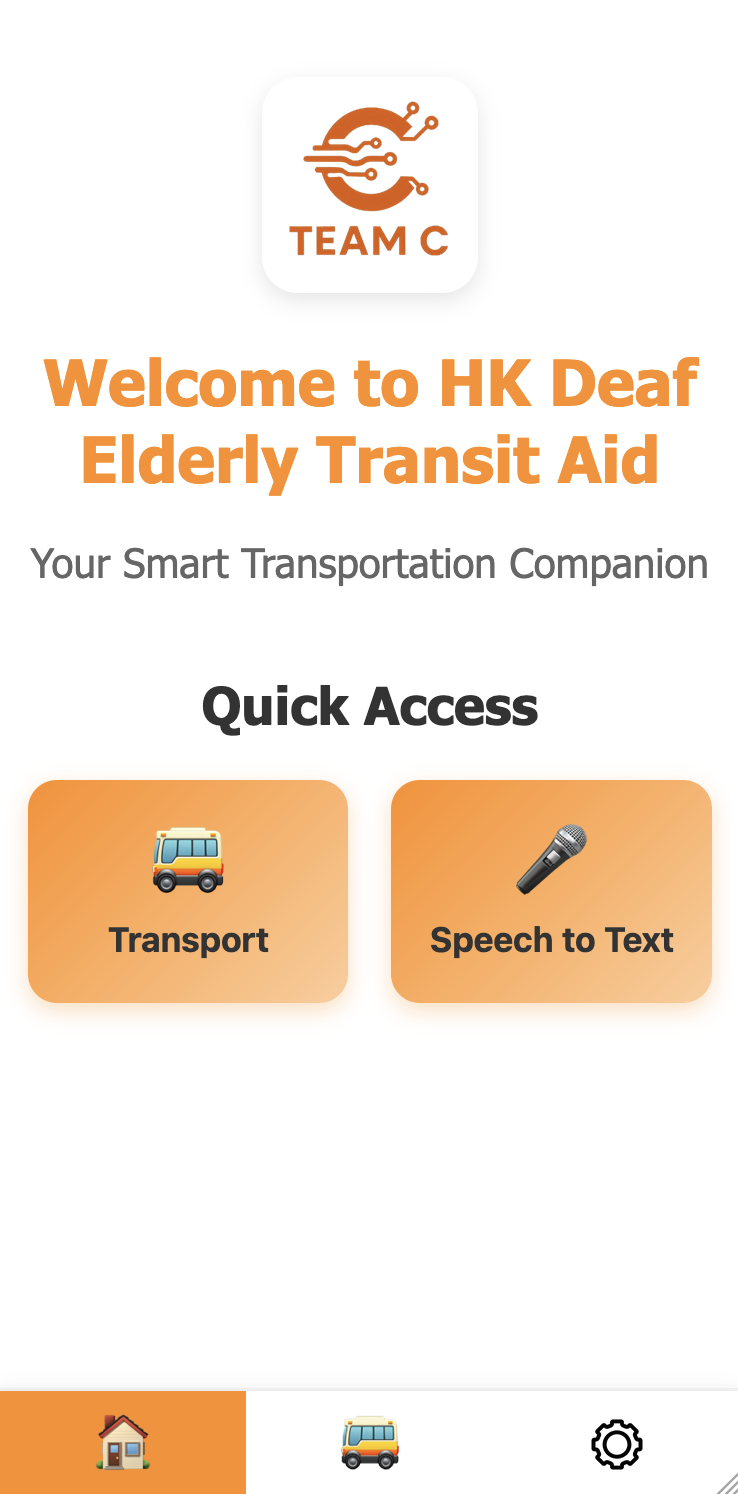 TEAM C
Welcome to HK Deaf
Elderly Transit Aid
Your Smart Transportation Companion
Quick Access
Transport
Speech to Text